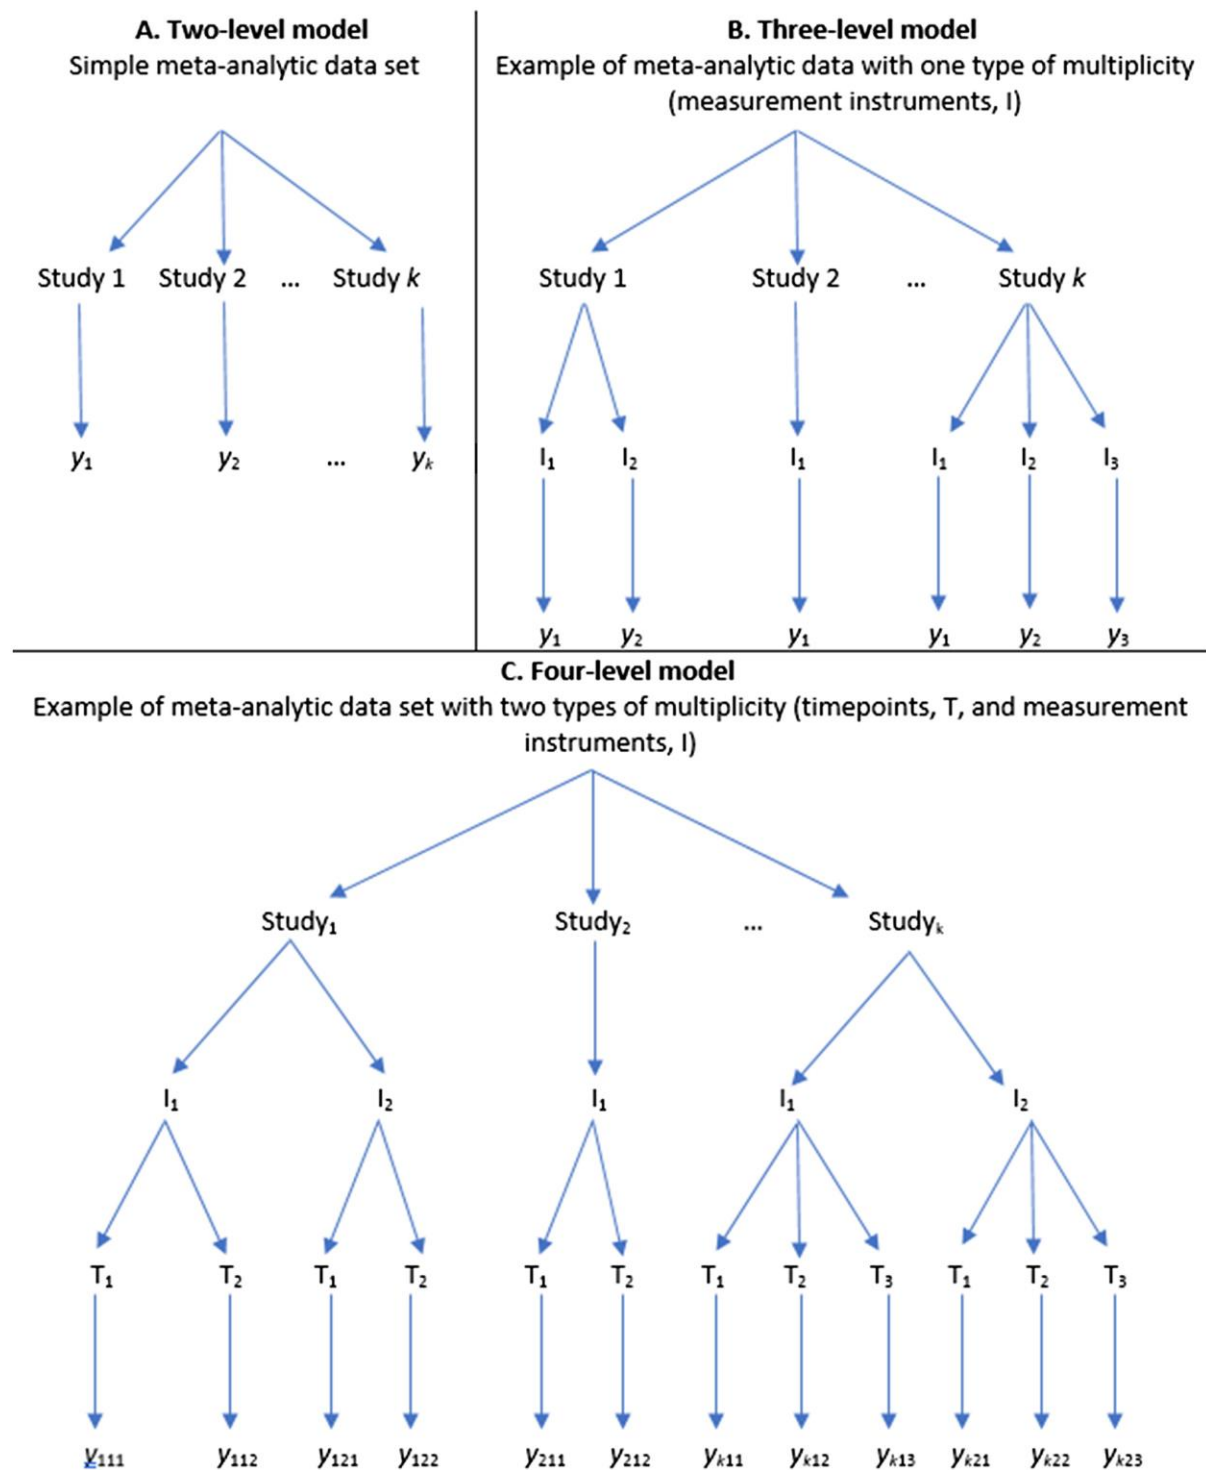 A. Two-level model
Simple meta-analytic data set
Study 1 Study 2 ... Study k
y₁ y₂ ... yₖ
B. Three-level model
Example of meta-analytic data with one type of multiplicity
(measurement instruments, I)
Study 1 Study 2 ... Study k
I₁ I₂ I₁ I₁ I₂ I₃
y₁ y₂ y₁ y₁ y₂ y₃
C. Four-level model
Example of meta-analytic data set with two types of multiplicity (timepoints, T, and measurement
instruments, I)
Study₁ Study₂ ... Studyₖ
I₁ I₂ I₁ I₁ I₂
T₁ T₂ T₁ T₂ T₁ T₂ T₁ T₂ T₃ T₁ T₂ T₃
y₁₁₁ y₁₁₂ y₁₂₁ y₁₂₂ y₂₁₁ y₂₁₂ yₖ₁₁ yₖ₁₂ yₖ₁₃ yₖ₂₁ yₖ₂₂ yₖ₂₃